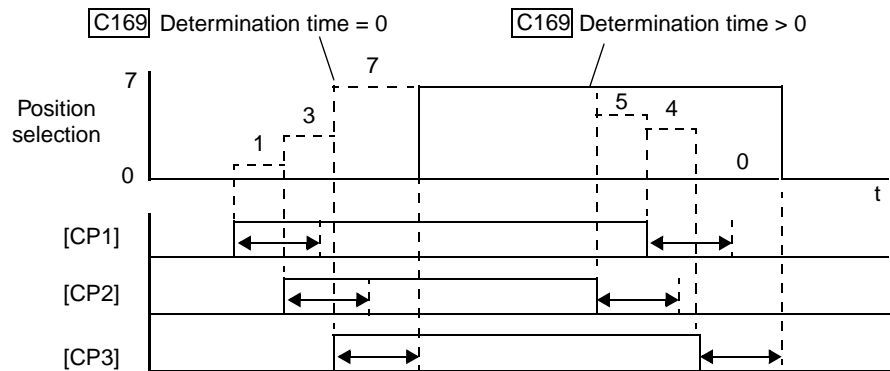 C169 Determination time = 0
C169 Determination time > 0
7
7
Position
selection
5
4
3
1
0
0
t
[CP1]
[CP2]
[CP3]